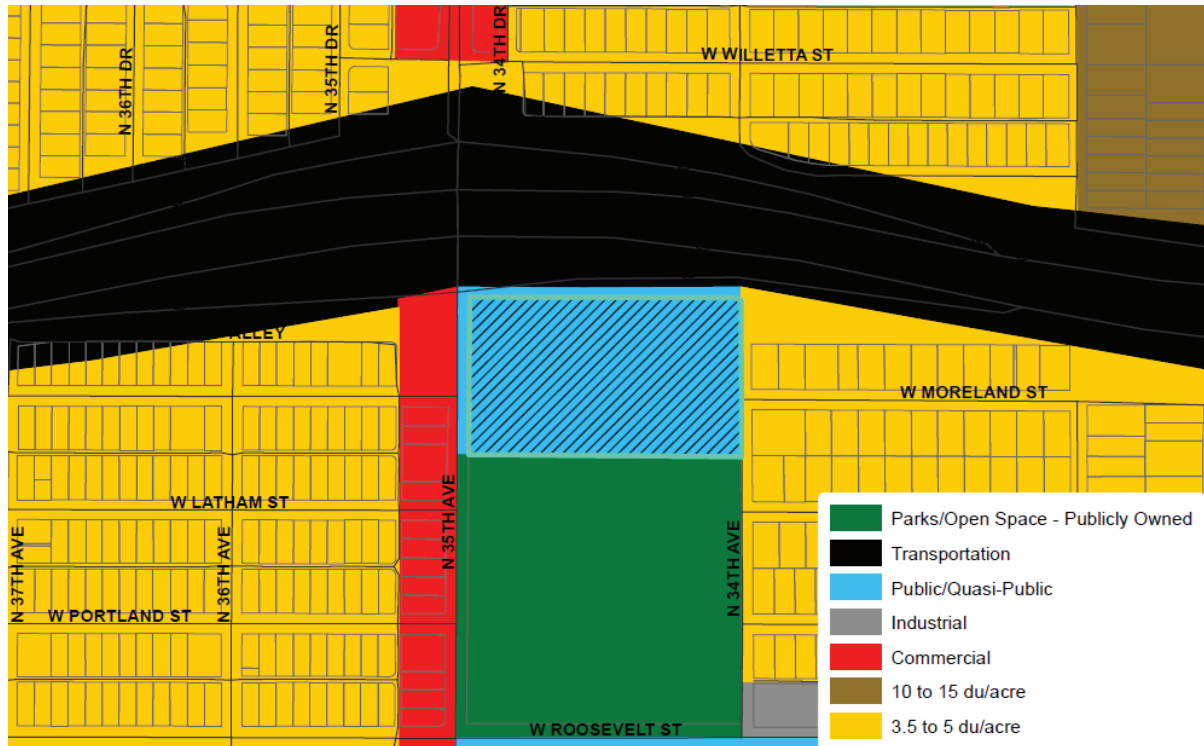 N 36TH DR
N 35TH DR
N 34TH DR
W WILLETTA ST
ALLEY
W MORELAND ST
W LATHAM ST
N 37TH AVE
N 36TH AVE
N 35TH AVE
N 34TH AVE
W PORTLAND ST
W ROOSEVELT ST
Parks/Open Space - Publicly Owned
Transportation
Public/Quasi-Public
Industrial
Commercial
10 to 15 du/acre
3.5 to 5 du/acre